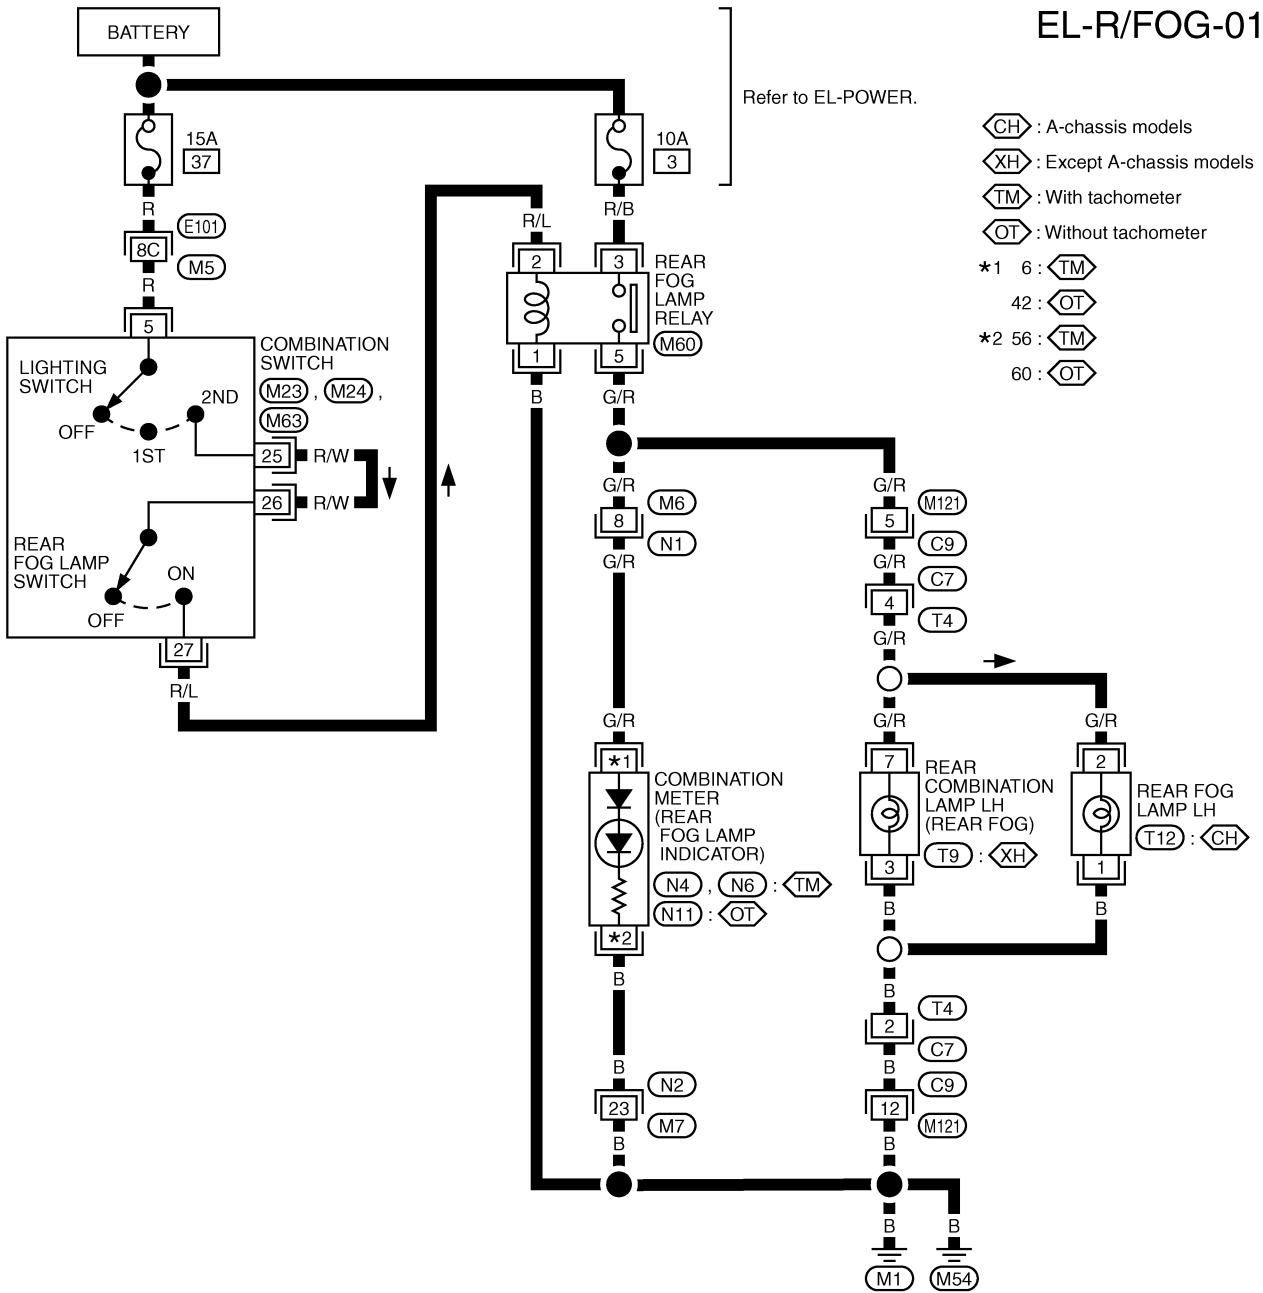 EL-R/FOG-01
BATTERY
Refer to EL-POWER.
15A
37
10A
3
CH : A-chassis models
XH : Except A-chassis models
TM : With tachometer
OT : Without tachometer
*1 6 : TM
42 : OT
*2 56 : TM
60 : OT
R
E101
8C
M5
R
5
R/L
R/B
2
3
REAR
FOG
LAMP
RELAY
M60
1
5
B
G/R
LIGHTING
SWITCH
OFF
1ST
2ND
COMBINATION
SWITCH
M23 , M24 ,
M63
25
R/W
26
R/W
REAR
FOG LAMP
SWITCH
OFF
ON
27
R/L
G/R
M6
8
N1
G/R
G/R
G/R
M121
5
C9
G/R
C7
4
T4
G/R
G/R
G/R
*1
COMBINATION
METER
(REAR
FOG LAMP
INDICATOR)
N4 , N6 : TM
N11 : OT
*2
B
B
N2
23
M7
B
7
REAR
COMBINATION
LAMP LH
(REAR FOG)
T9 : XH
3
B
2
REAR FOG
LAMP LH
T12 : CH
1
B
B
T4
2
C7
B
C9
12
M121
B
B
B
M1
M54